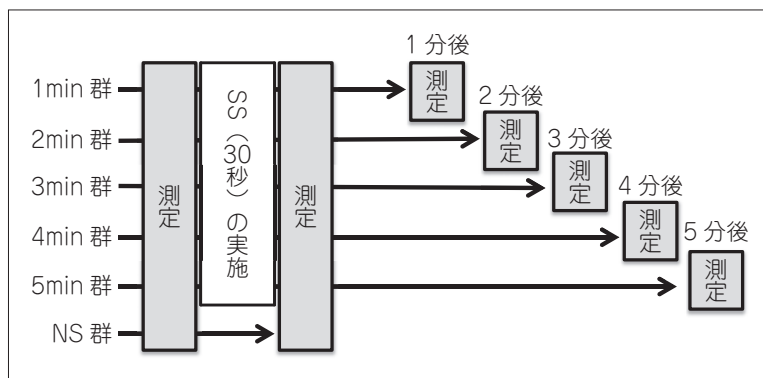 1分後
2分後
3分後
4分後
5分後
1min 群
2min 群
3min 群
4min 群
5min 群
NS 群
測定
SS（30秒）の実施
測定
測定
測定
測定
測定
測定